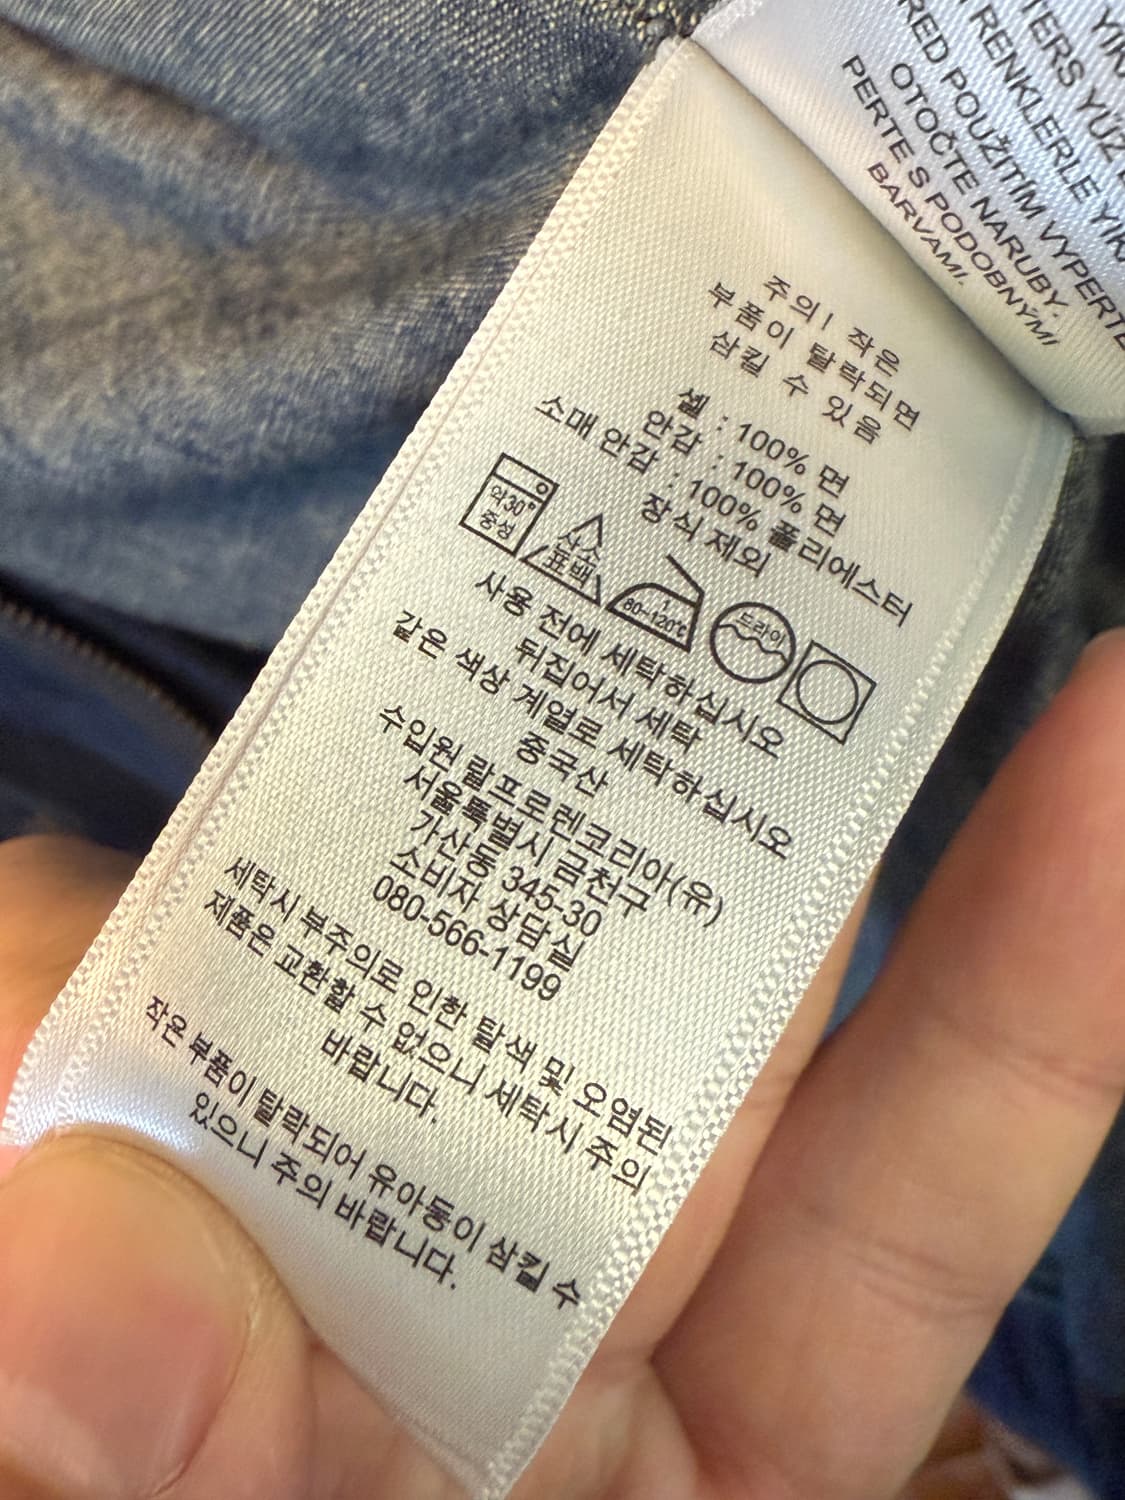 YIK
TERS YÜZ
N RENKLERLE YIK
RED POUŽITÍM VYPERTE
OTOČTE NARUBY.
PERTE S PODOBNÝMI
BARVAMI.
주의! 작은
부품이 탈락되면
삼킬 수 있음
쉘 : 100% 면
안감 : 100% 면
소매 안감 : 100% 폴리에스터
장식 제외
약30°
중성
산소
표백
1
80~120℃
드라이
사용 전에 세탁하십시오
뒤집어서 세탁
같은 색상 계열로 세탁하십시오
중국산
수입원 랄프로렌코리아(유)
서울특별시 금천구
가산동 345-30
소비자 상담실
080-566-1199
세탁시 부주의로 인한 탈색 및 오염된
제품은 교환할 수 없으니 세탁시 주의
바랍니다.
작은 부품이 탈락되어 유아동이 삼킬 수
있으니 주의 바랍니다.